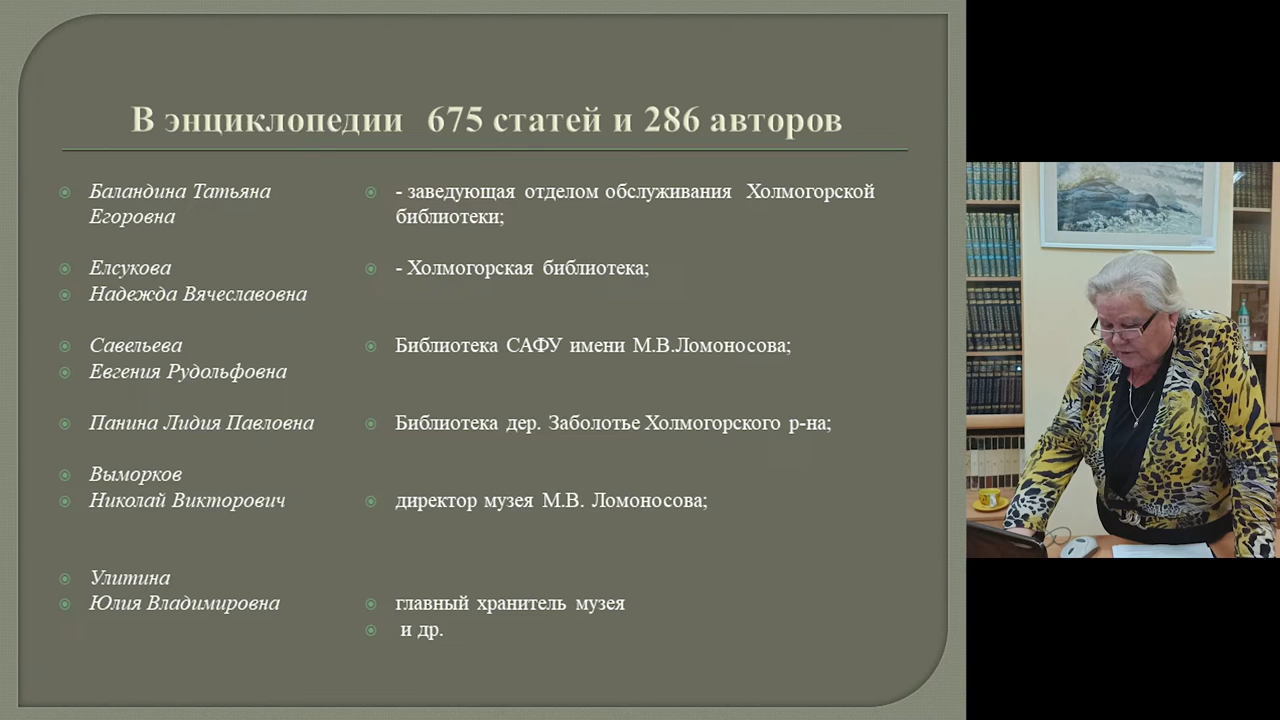 В энциклопедии 675 статей и 286 авторов
Баландина Татьяна
Егоровна
- заведующая отделом обслуживания Холмогорской
библиотеки;
Елсукова
Надежда Вячеславовна
- Холмогорская библиотека;
Савельева
Евгения Рудольфовна
Библиотека САФУ имени М.В.Ломоносова;
Панина Лидия Павловна
Библиотека дер. Заболотье Холмогорского р-на;
Выморков
Николай Викторович
директор музея М.В. Ломоносова;
Улитина
Юлия Владимировна
главный хранитель музея
и др.